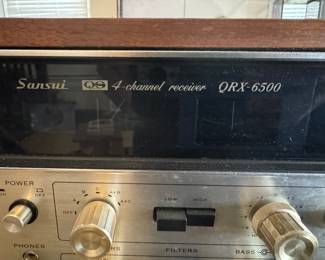 Sansui QS 4-channel receiver QRX-6500
POWER
LOW HIGH
OFF
PHONES
FILTERS
BASS